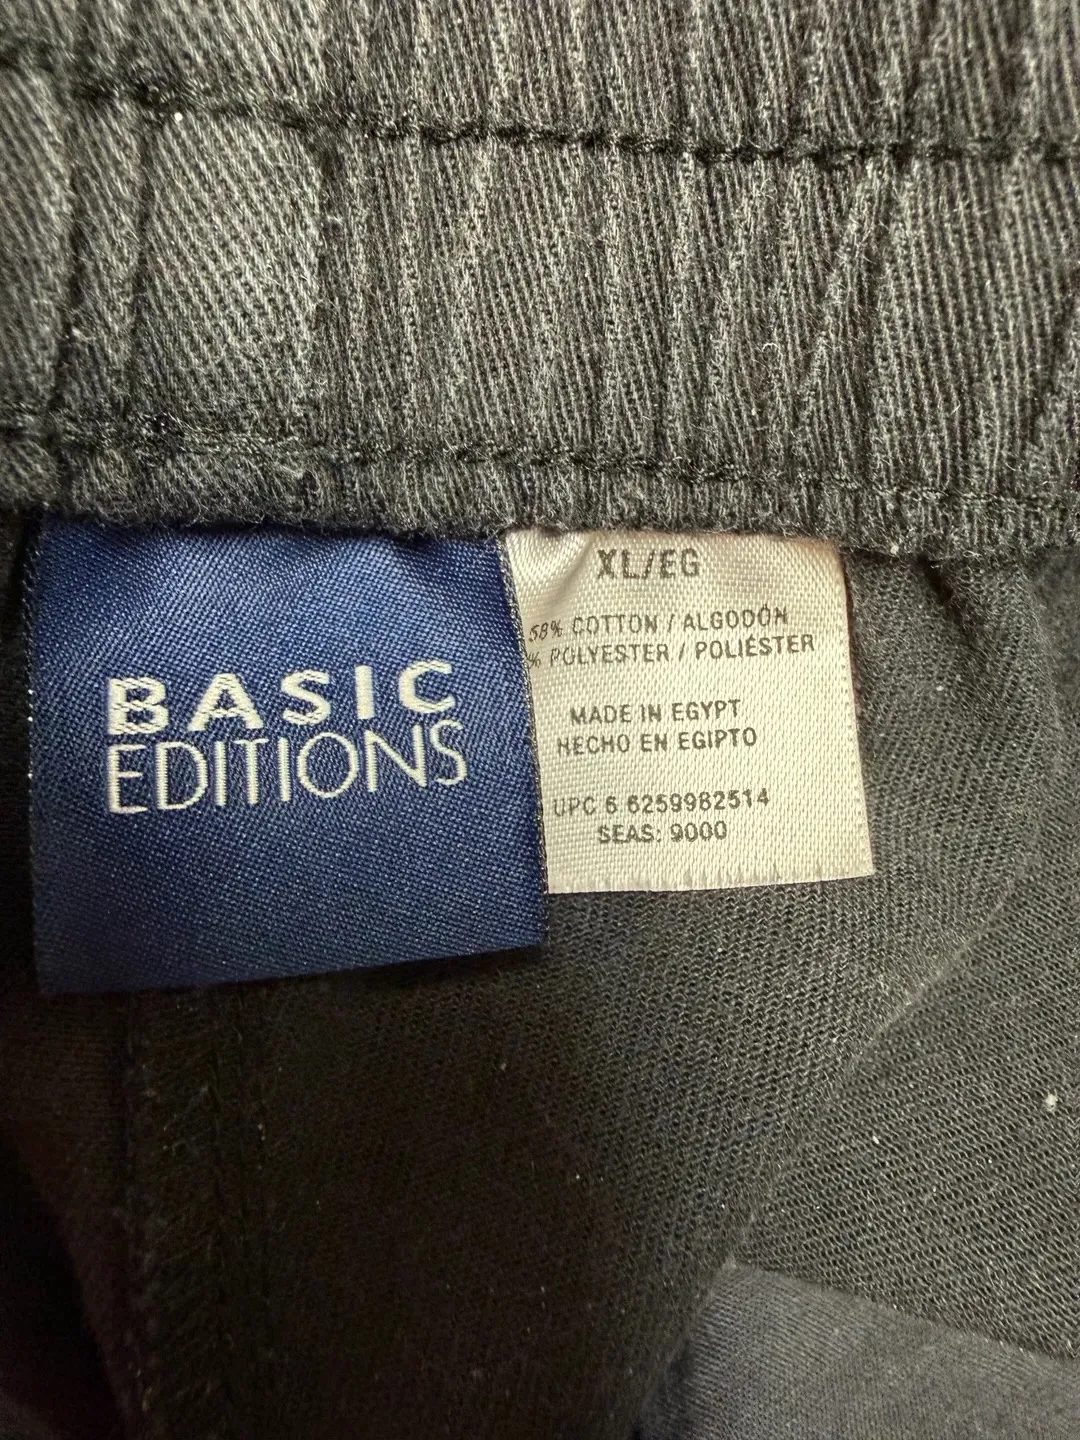 BASIC
EDITIONS
XL/EG
58% COTTON / ALGODÓN
% POLYESTER / POLIÉSTER
MADE IN EGYPT
HECHO EN EGIPTO
UPC 6 6259982514
SEAS: 9000